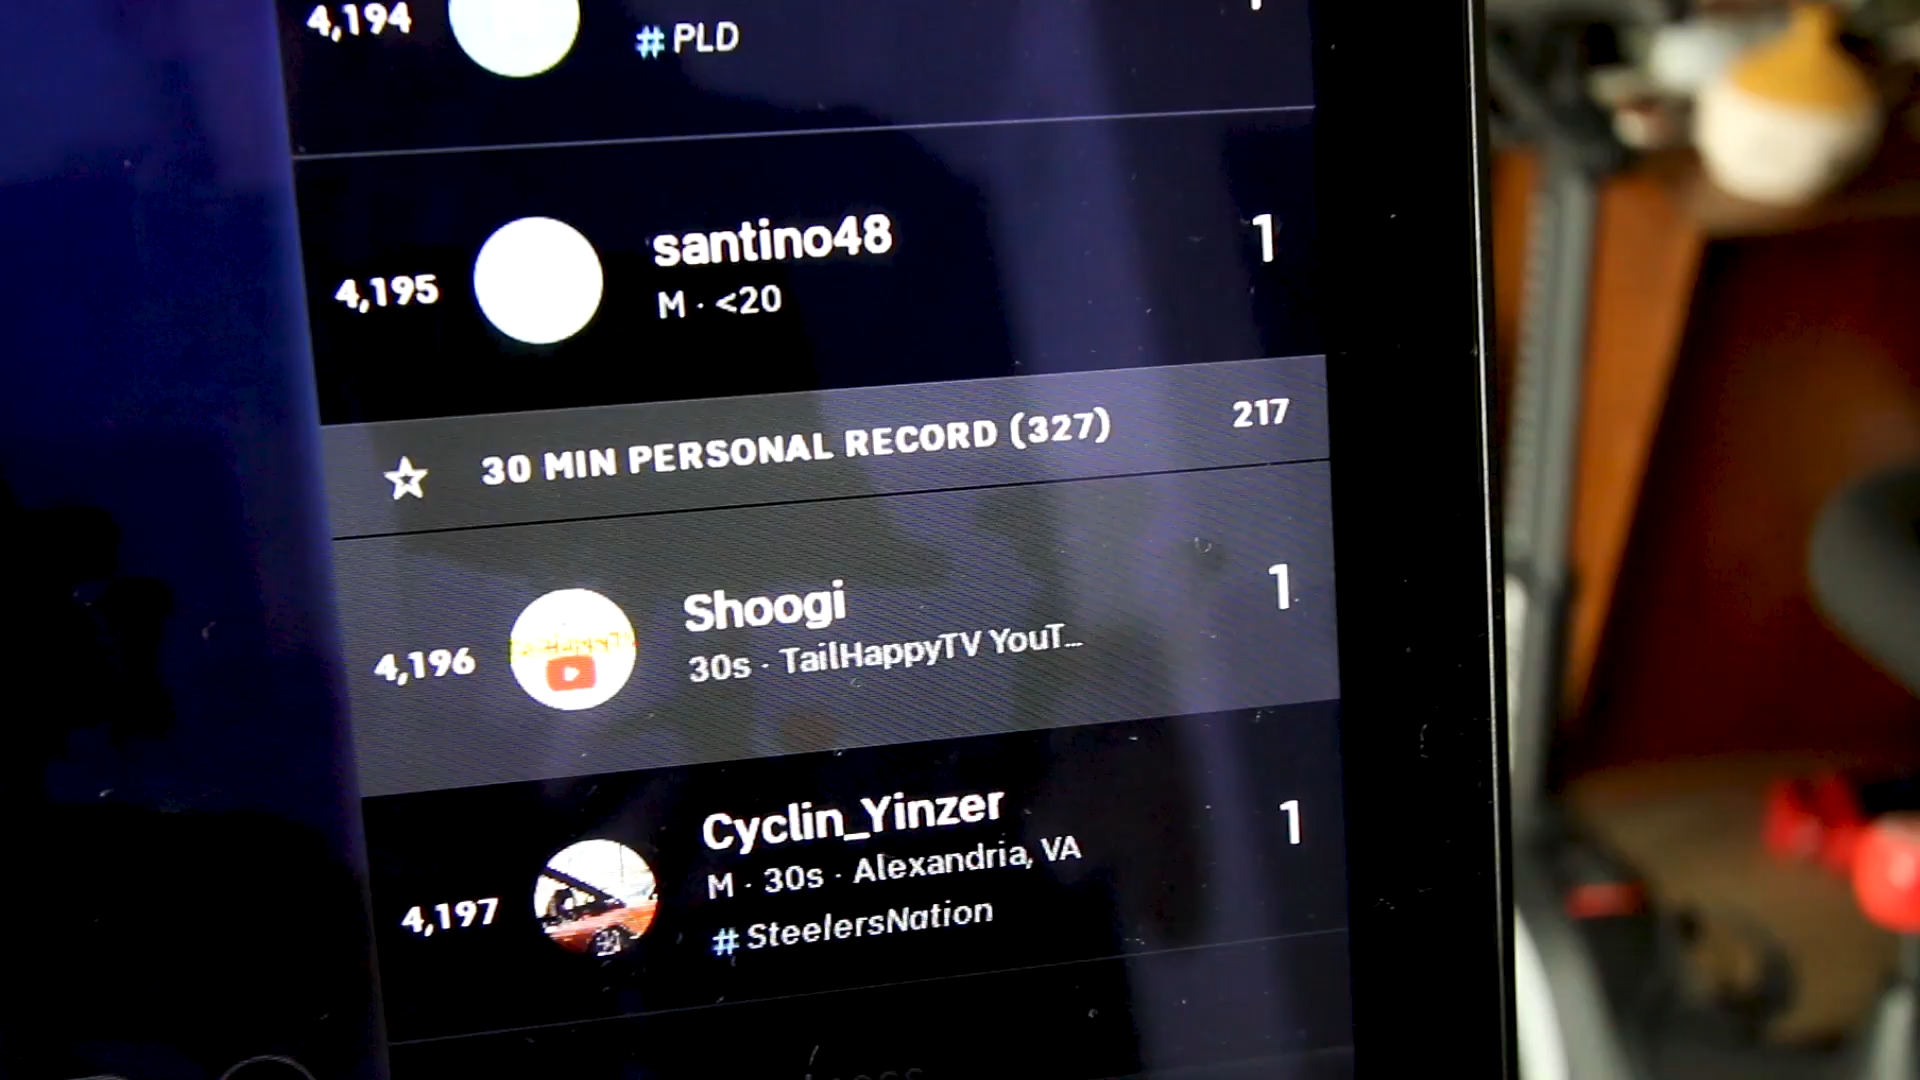 4,194
# PLD
4,195 santino48 1
M · <20
☆ 30 MIN PERSONAL RECORD (327) 217
4,196 Shoogi 1
30s · TailHappyTV YouT...
TailHappyTV
4,197 Cyclin_Yinzer 1
M · 30s · Alexandria, VA
# SteelersNation